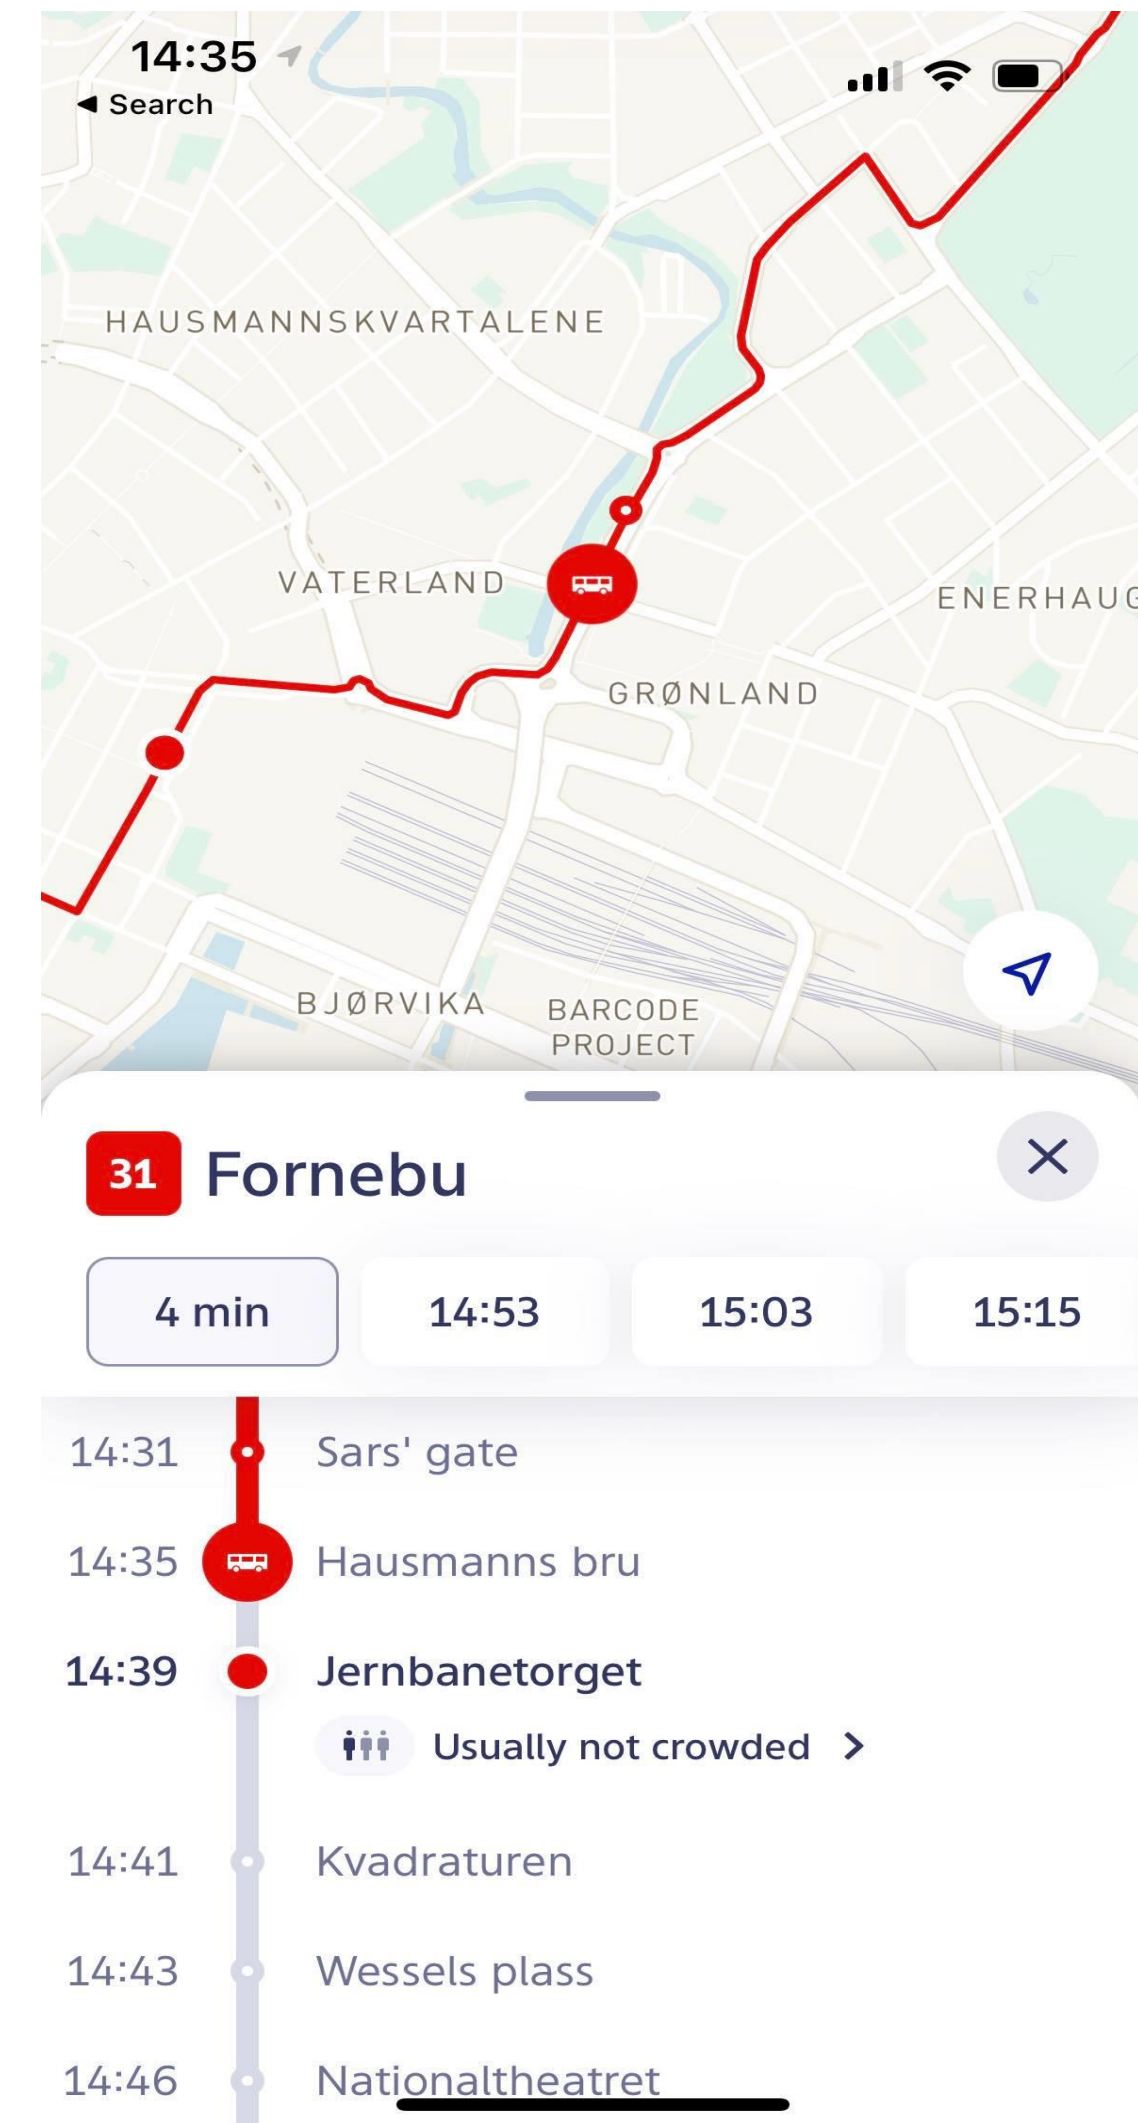 14:35
◀ Search
HAUSMANNSKVARTALENE
VATERLAND
ENERHAUG
GRØNLAND
BJØRVIKA
BARCODE
PROJECT
31 Fornebu
4 min 14:53 15:03 15:15
14:31 Sars' gate
14:35 Hausmanns bru
14:39 Jernbanetorget
Usually not crowded
14:41 Kvadraturen
14:43 Wessels plass
14:46 Nationaltheatret